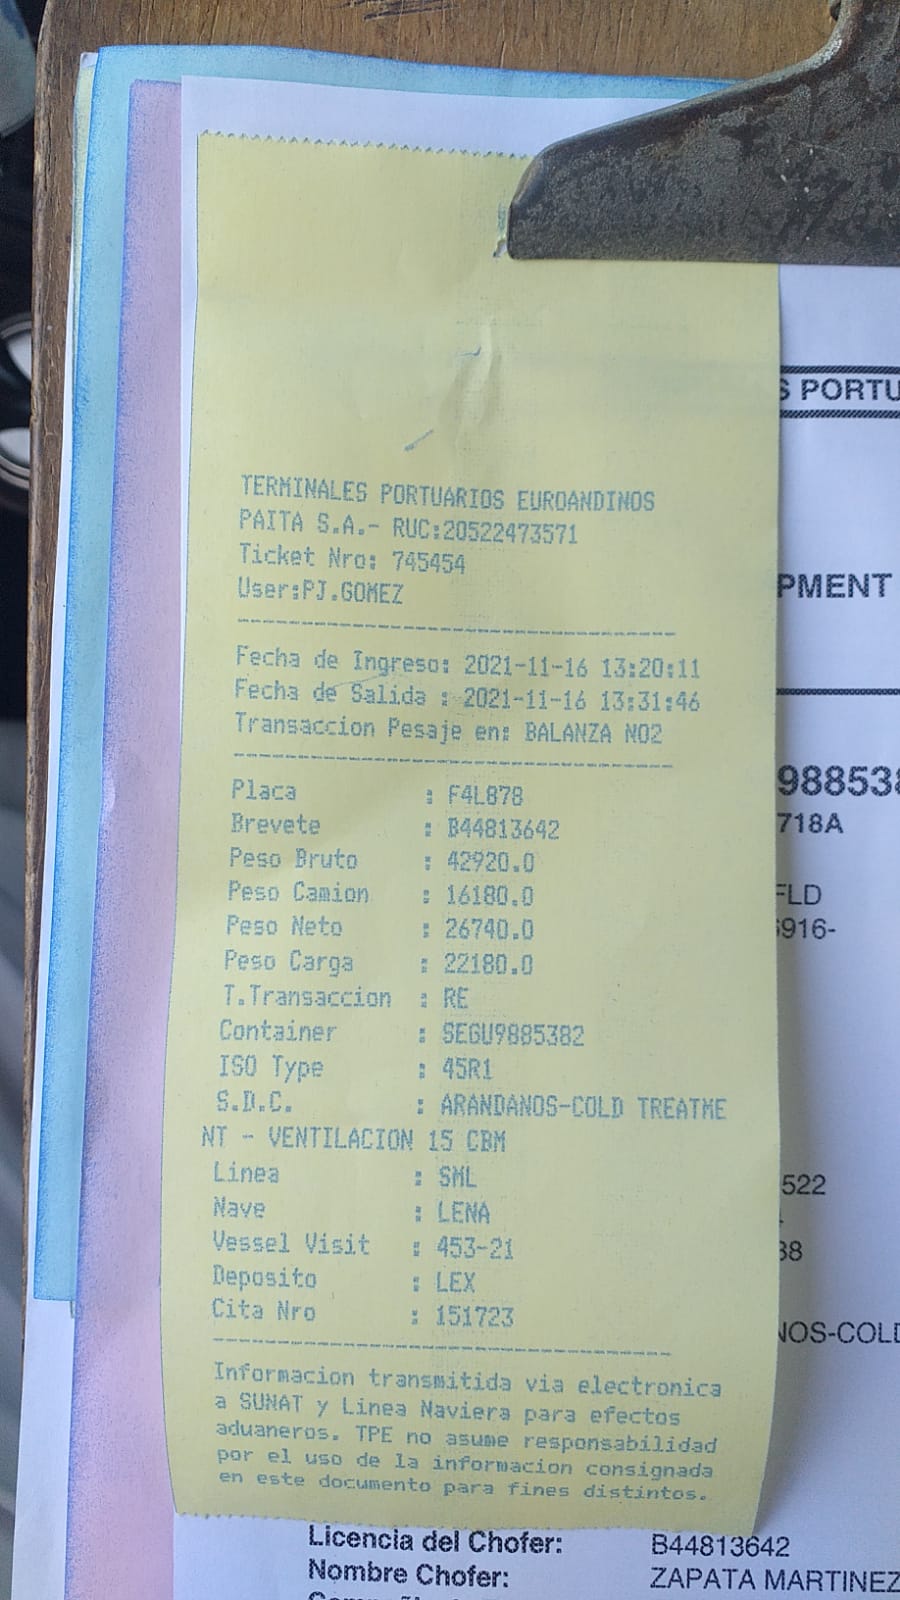 TERMINALES PORTUARIOS EUROANDINOS
PAITA S.A.- RUC:20522473571
Ticket Nro: 745454
User:PJ.GOMEZ
Fecha de Ingreso: 2021-11-16 13:20:11
Fecha de Salida : 2021-11-16 13:31:46
Transaccion Pesaje en: BALANZA NO2
Placa : F4L878
Brevete : B44813642
Peso Bruto : 42920.0
Peso Camion : 16180.0
Peso Neto : 26740.0
Peso Carga : 22180.0
T.Transaccion : RE
Container : SEGU9885382
ISO Type : 45R1
S.D.C. : ARANDANOS-COLD TREATME
NT - VENTILACION 15 CBM
Linea : SML
Nave : LENA
Vessel Visit : 453-21
Deposito : LEX
Cita Nro : 151723
Informacion transmitida via electronica
a SUNAT y Linea Naviera para efectos
aduaneros. TPE no asume responsabilidad
por el uso de la informacion consignada
en este documento para fines distintos.
S PORTU
PMENT
988538
718A
FLD
6916-
522
38
NOS-COLD
Licencia del Chofer: B44813642
Nombre Chofer: ZAPATA MARTINEZ